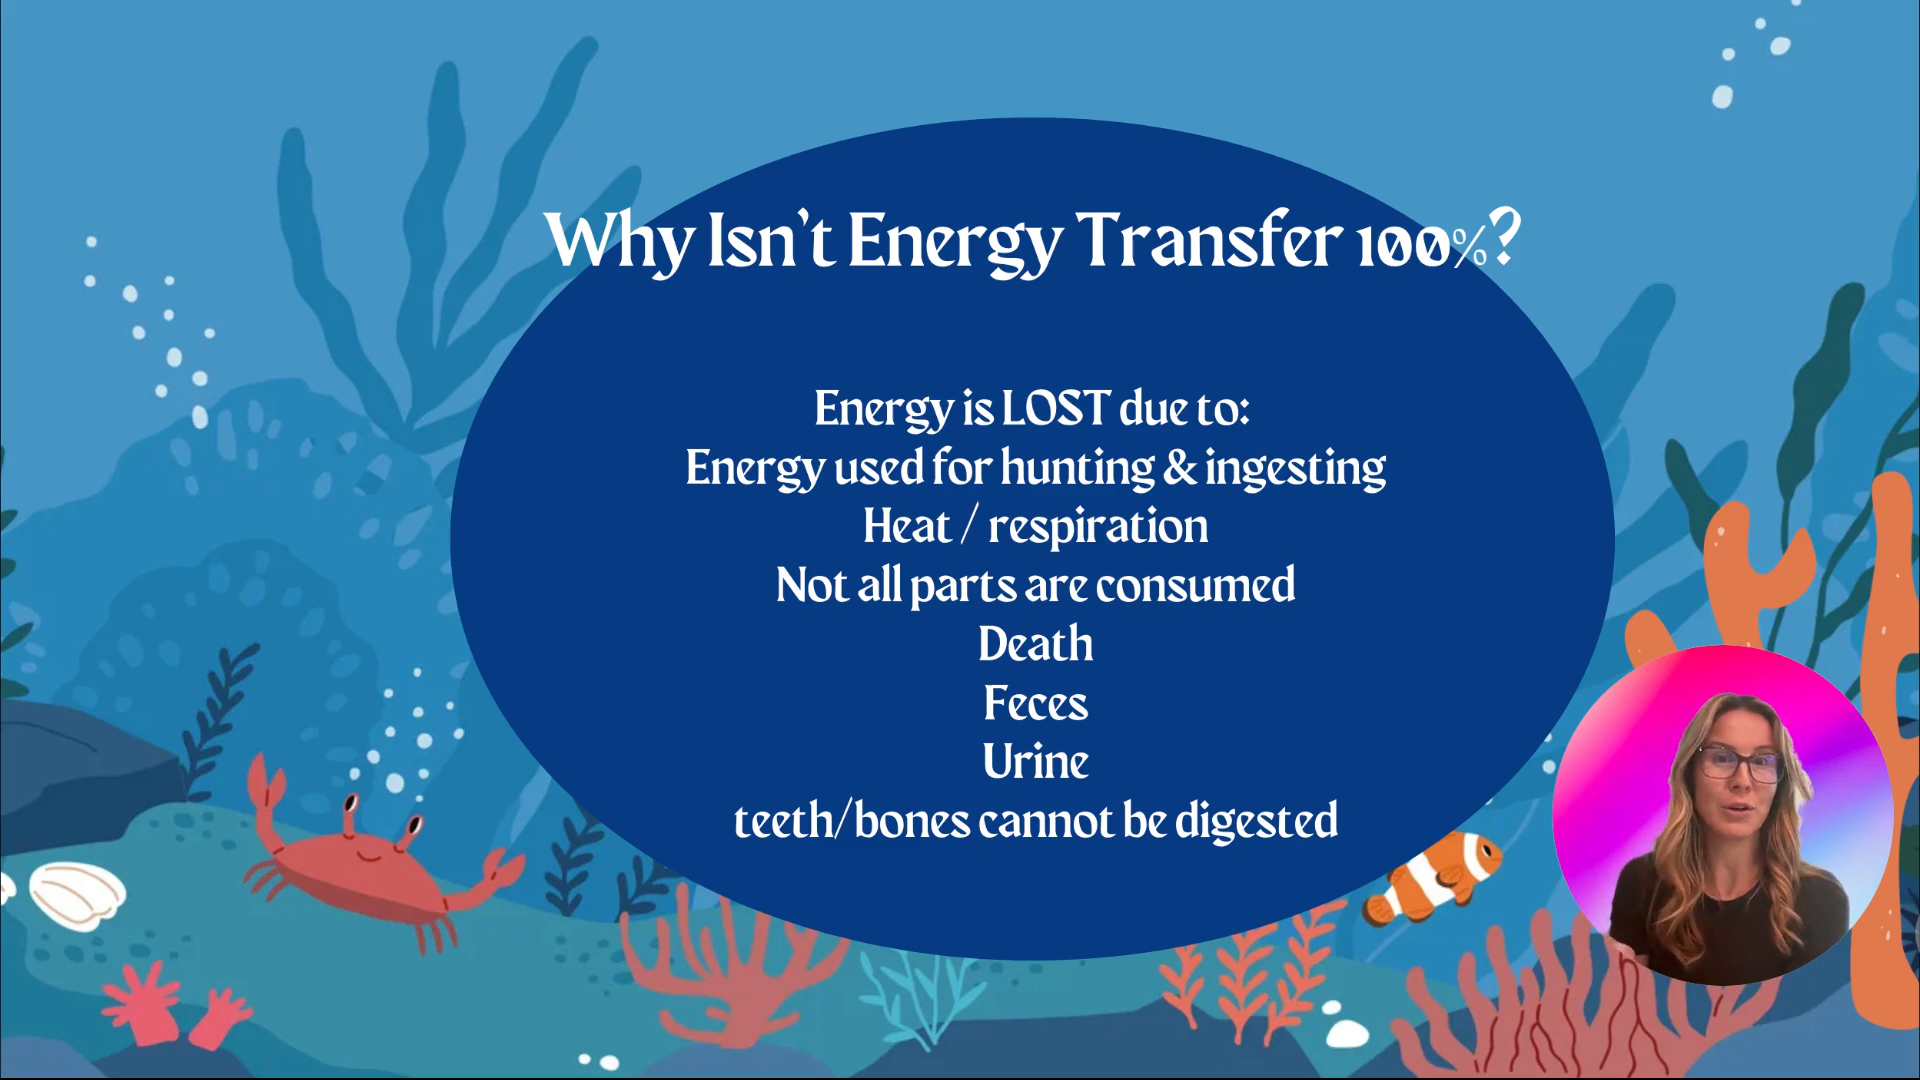 Why Isn't Energy Transfer 100%?
Energy is LOST due to:
Energy used for hunting & ingesting
Heat / respiration
Not all parts are consumed
Death
Feces
Urine
teeth/bones cannot be digested